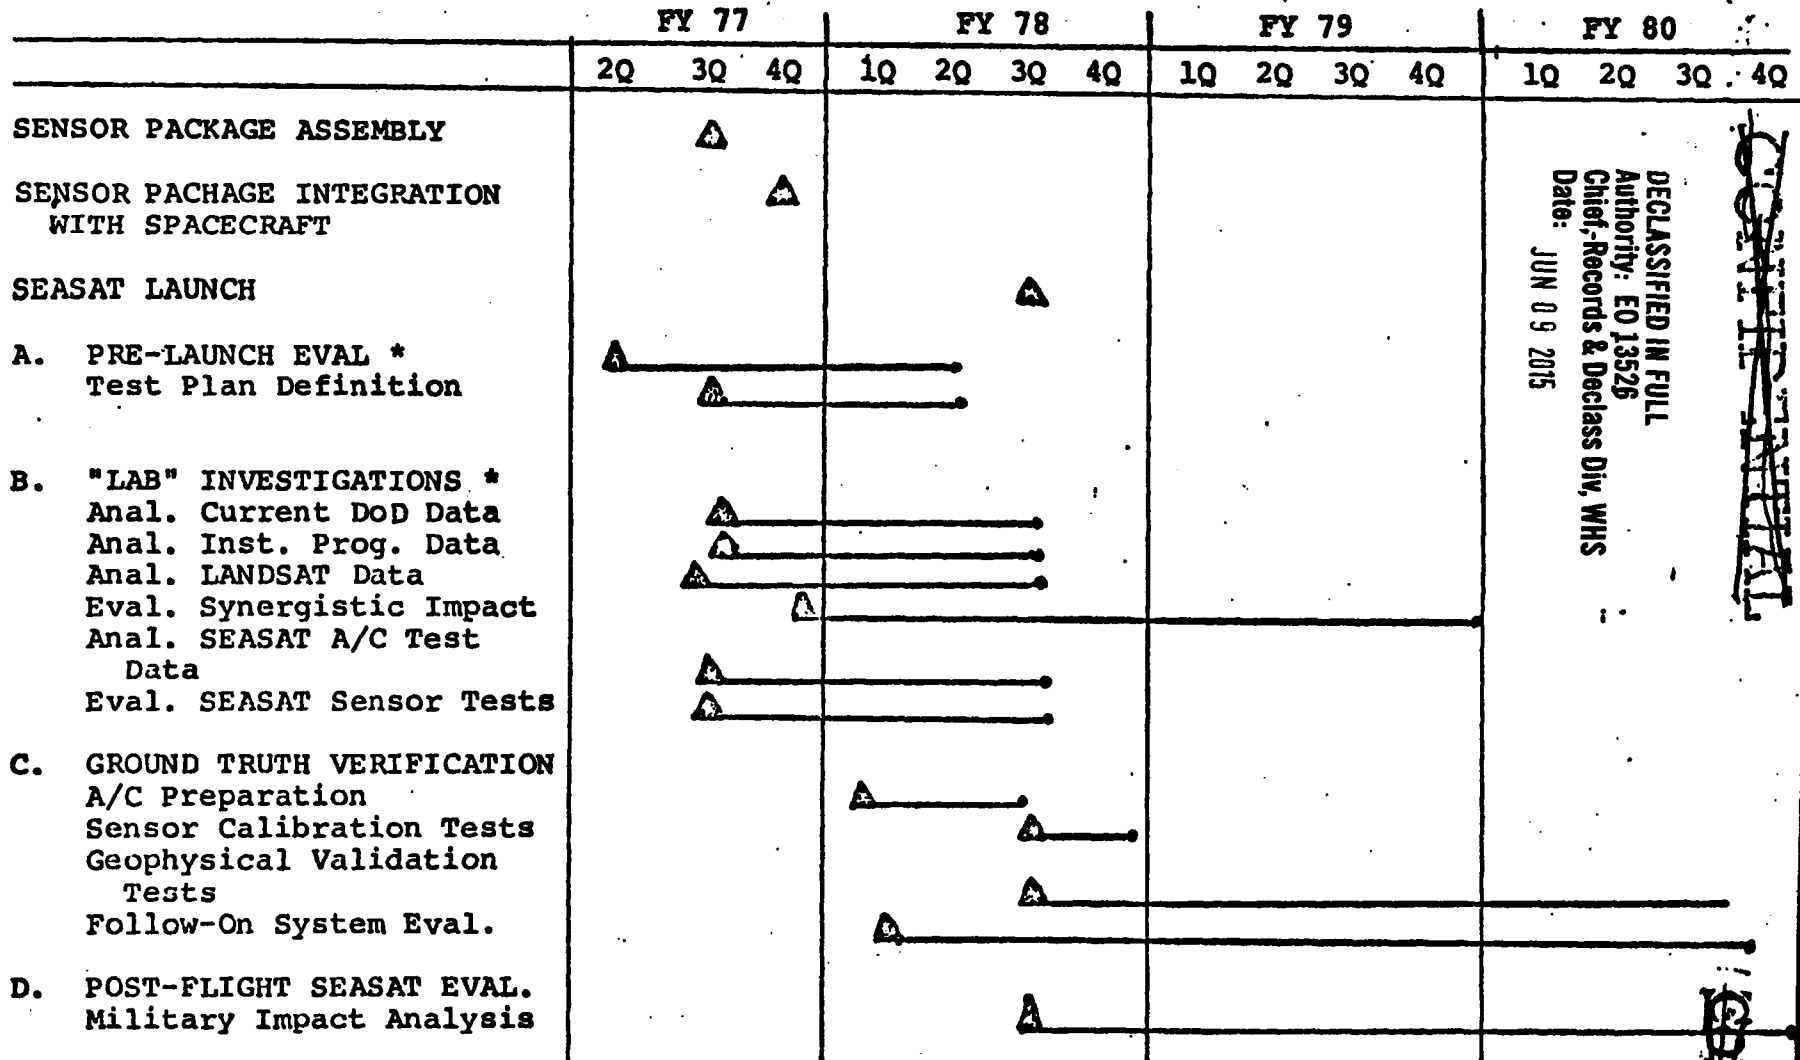 FY 77 FY 78 FY 79 FY 80
2Q 3Q 4Q 1Q 2Q 3Q 4Q 1Q 2Q 3Q 4Q 1Q 2Q 3Q 4Q
SENSOR PACKAGE ASSEMBLY
SENSOR PACHAGE INTEGRATION
WITH SPACECRAFT
SEASAT LAUNCH
A. PRE-LAUNCH EVAL *
Test Plan Definition
B. "LAB" INVESTIGATIONS *
Anal. Current DoD Data
Anal. Inst. Prog. Data
Anal. LANDSAT Data
Eval. Synergistic Impact
Anal. SEASAT A/C Test
Data
Eval. SEASAT Sensor Tests
C. GROUND TRUTH VERIFICATION
A/C Preparation
Sensor Calibration Tests
Geophysical Validation
Tests
Follow-On System Eval.
D. POST-FLIGHT SEASAT EVAL.
Military Impact Analysis
DECLASSIFIED IN FULL
Authority: EO 13526
Chief, Records & Declass Div, WHS
Date: JUN 09 2015